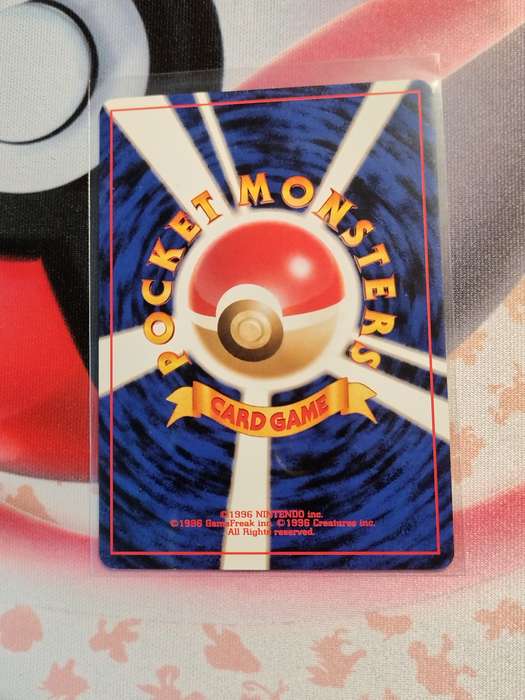 POCKET MONSTERS
CARD GAME
©1996 NINTENDO inc.
©1996 GameFreak inc. ©1996 Creatures inc.
All Rights reserved.